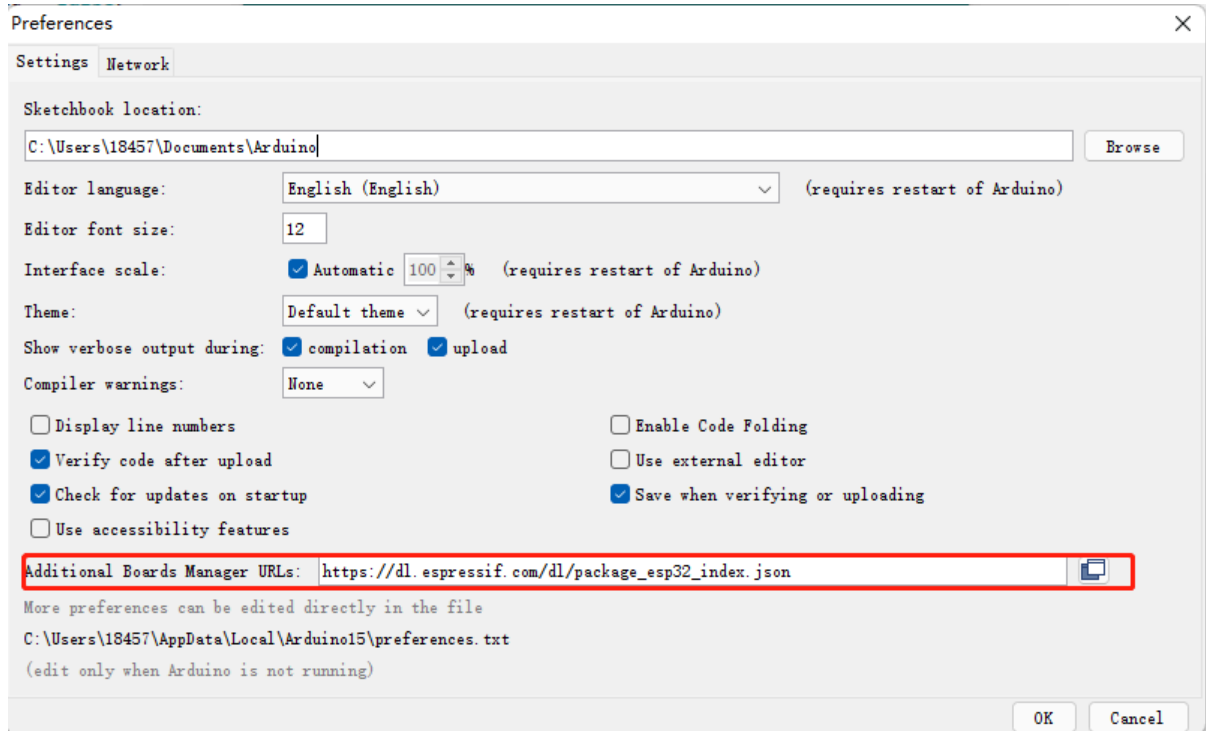 Preferences
Settings Network
Sketchbook location:
C:\Users\18457\Documents\Arduino Browse
Editor language: English (English) (requires restart of Arduino)
Editor font size: 12
Interface scale: Automatic 100 % (requires restart of Arduino)
Theme: Default theme (requires restart of Arduino)
Show verbose output during: compilation upload
Compiler warnings: None
Display line numbers Enable Code Folding
Verify code after upload Use external editor
Check for updates on startup Save when verifying or uploading
Use accessibility features
Additional Boards Manager URLs: https://dl.espressif.com/dl/package_esp32_index.json
More preferences can be edited directly in the file
C:\Users\18457\AppData\Local\Arduino15\preferences.txt
(edit only when Arduino is not running)
OK Cancel